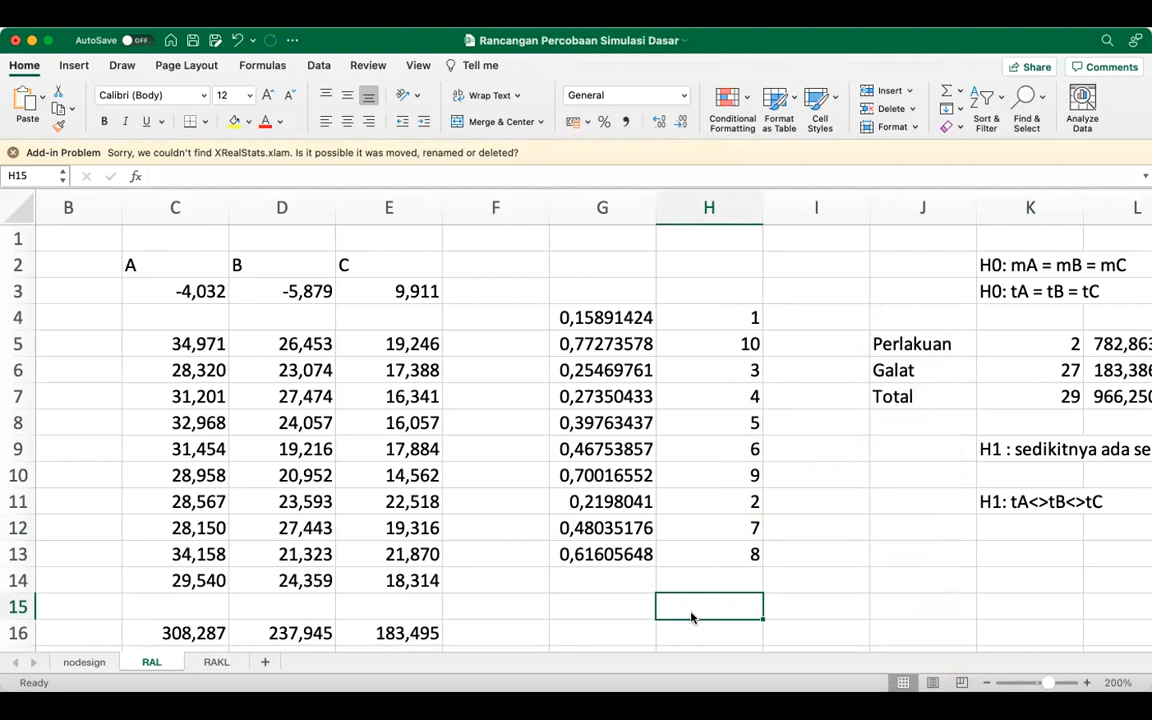 AutoSave OFF Rancangan Percobaan Simulasi Dasar
Home Insert Draw Page Layout Formulas Data Review View Tell me Share Comments
Paste Calibri (Body) 12 Wrap Text General Conditional Formatting Format as Table Cell Styles Insert Sort & Filter Find & Select Analyze Data
B I U A Merge & Center % Delete
Format
Add-in Problem Sorry, we couldn't find XRealStats.xlam. Is it possible it was moved, renamed or deleted?
H15 fx
B C D E F G H I J K L
1
2 A B C H0: mA = mB = mC
3 -4,032 -5,879 9,911 H0: tA = tB = tC
4 0,15891424 1
5 34,971 26,453 19,246 0,77273578 10 Perlakuan 2 782,863
6 28,320 23,074 17,388 0,25469761 3 Galat 27 183,386
7 31,201 27,474 16,341 0,27350433 4 Total 29 966,250
8 32,968 24,057 16,057 0,39763437 5
9 31,454 19,216 17,884 0,46753857 6 H1 : sedikitnya ada se
10 28,958 20,952 14,562 0,70016552 9
11 28,567 23,593 22,518 0,2198041 2 H1: tA<>tB<>tC
12 28,150 27,443 19,316 0,48035176 7
13 34,158 21,323 21,870 0,61605648 8
14 29,540 24,359 18,314
15
16 308,287 237,945 183,495
nodesign RAL RAKL +
Ready 200%